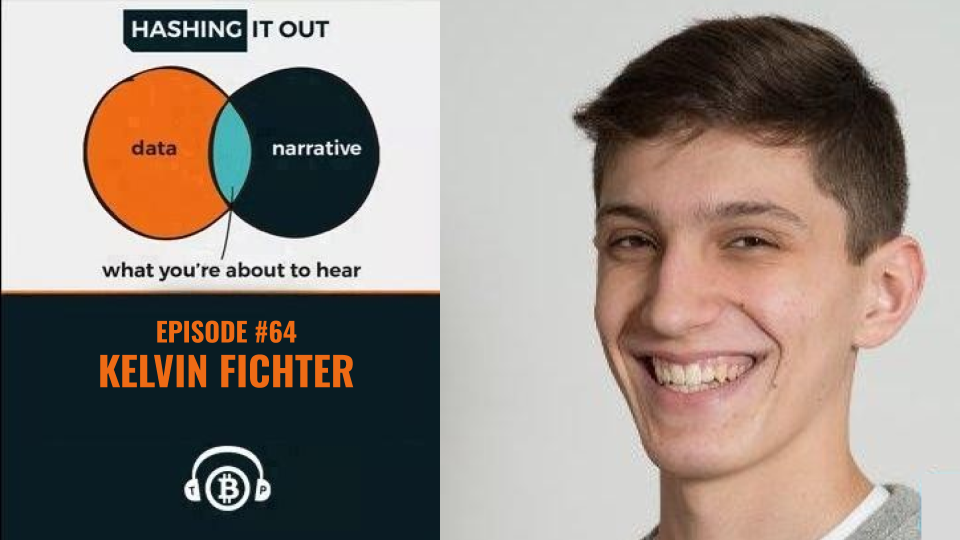 HASHING IT OUT
data narrative
what you're about to hear
EPISODE #64
KELVIN FICHTER
T B P